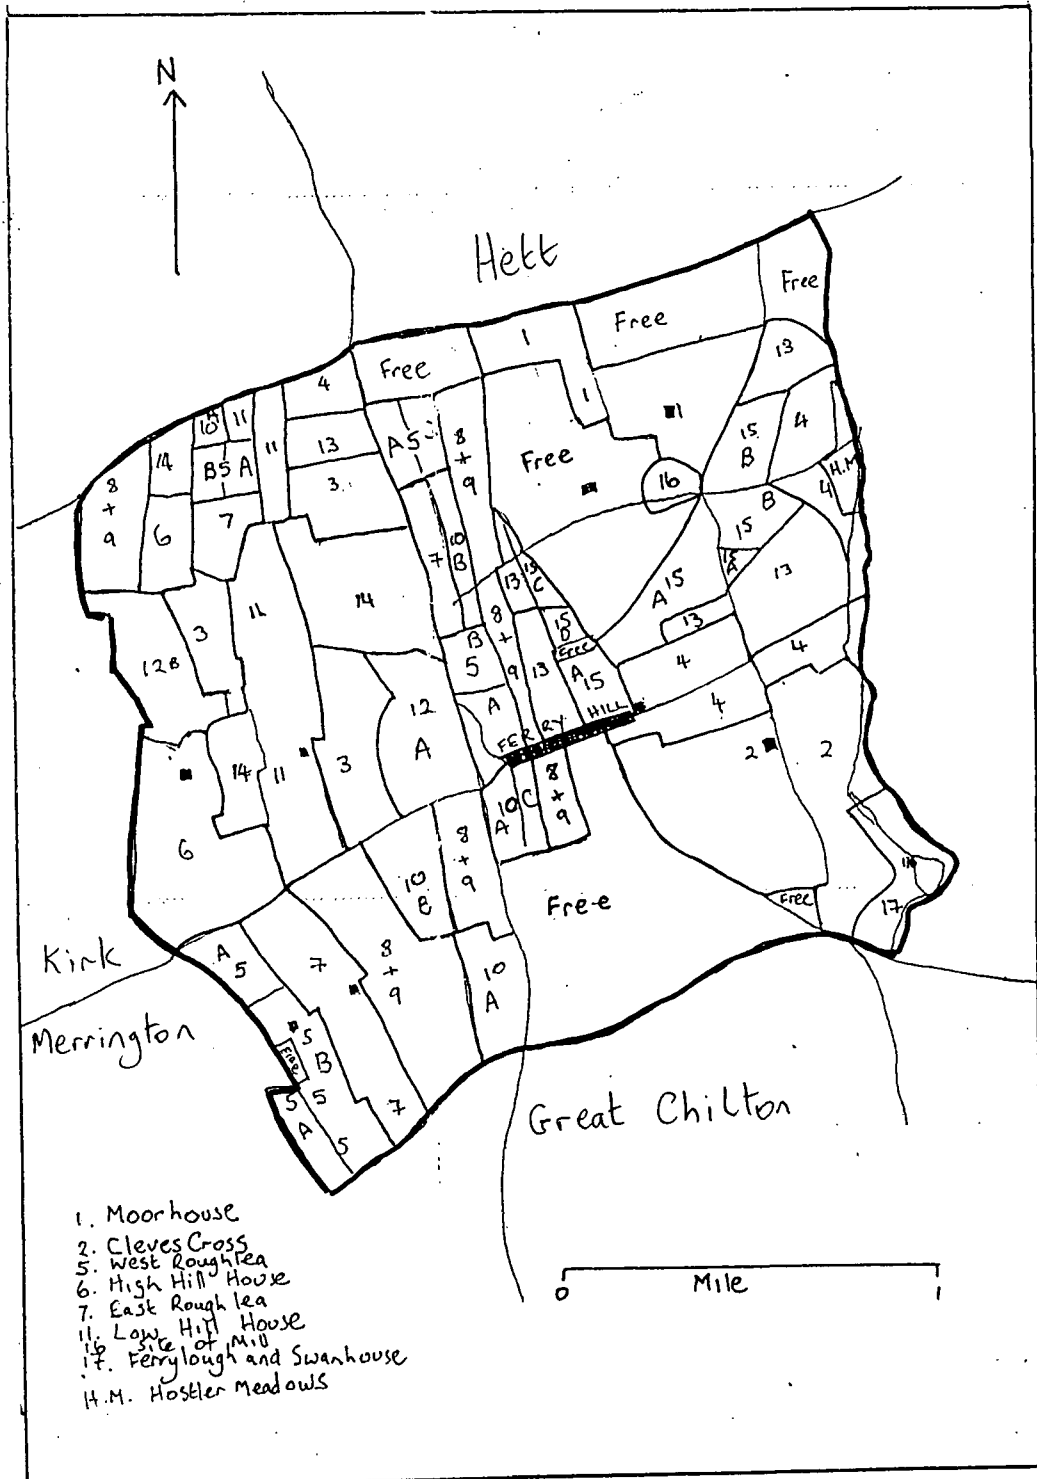 N
Hett
Free
Free
1
Free
13
4
1
1
A
10
11
11
13
A 5
8
+
9
15
B
4
14
B 5 A
3.
Free
16
H.M
4
8
+
9
6
7
7
10
B
B
15
15
A
13
13
15
C
A 15
11
14
3
12 B
B
5
8
+
9
13
15
D
Free
A
15
13
4
4
12
A
A
FERRY HILL
4
14
11
3
2
2
6
10
A
C
8
+
9
8
+
9
10
B
Free
Free
17
Kirk
Merrington
A
5
7
8
+
9
10
A
5
B
Free
5
5
A
5
7
Great Chilton
1. Moorhouse
2. Cleves Cross
5. West Roughlea
6. High Hill House
7. East Rough lea
11. Low Hill House
16 Site of Mill
17. Ferrylough and Swanhouse
H.M. Hostler Meadows
0 Mile 1